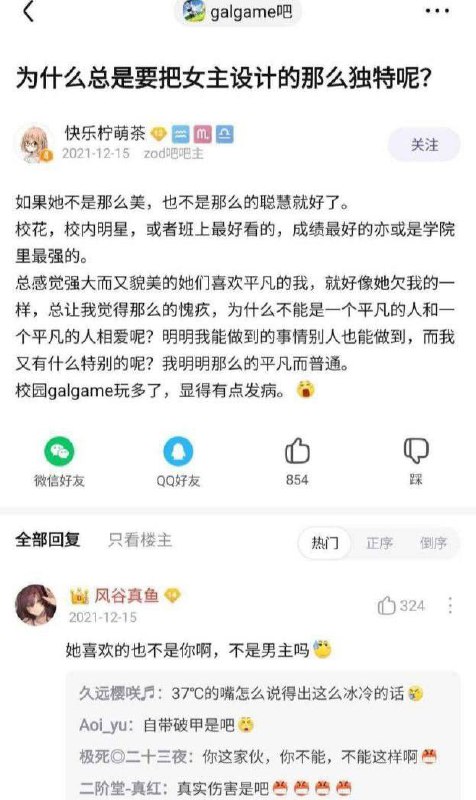 galgame吧
为什么总是要把女主设计的那么独特呢?
快乐柠萌茶
2021-12-15 zod吧吧主
关注
如果她不是那么美，也不是那么的聪慧就好了。
校花，校内明星，或者班上最好看的，成绩最好的亦或是学院
里最强的。
总感觉强大而又貌美的她们喜欢平凡的我，就好像她欠我的一
样，总让我觉得那么的愧疚，为什么不能是一个平凡的人和一
个平凡的人相爱呢？明明我能做到的事情别人也能做到，而我
又有什么特别的呢？我明明那么的平凡而普通。
校园galgame玩多了，显得有点发病。
微信好友
QQ好友
854
踩
全部回复 只看楼主
热门 正序 倒序
风谷真鱼 14
2021-12-15
324
她喜欢的也不是你啊，不是男主吗
久远樱咲♬：37℃的嘴怎么说得出这么冰冷的话
Aoi_yu：自带破甲是吧
极死◎二十三夜：你这家伙，你不能，不能这样啊
二阶堂-真红：真实伤害是吧